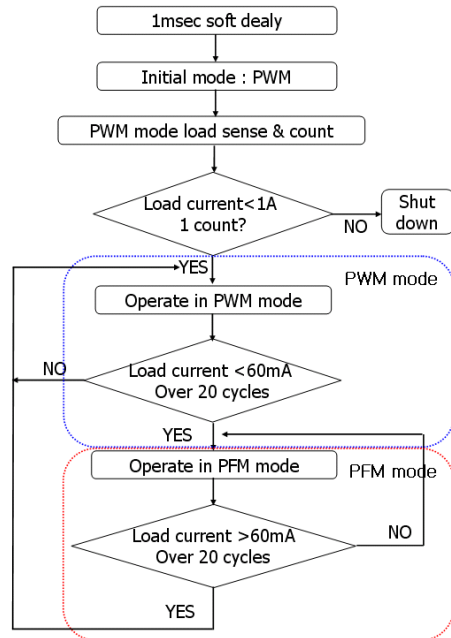 1msec soft dealy
Initial mode : PWM
PWM mode load sense & count
Load current<1A
1 count?
NO
Shut
down
YES
PWM mode
Operate in PWM mode
NO
Load current <60mA
Over 20 cycles
YES
Operate in PFM mode
PFM mode
Load current >60mA
Over 20 cycles
NO
YES